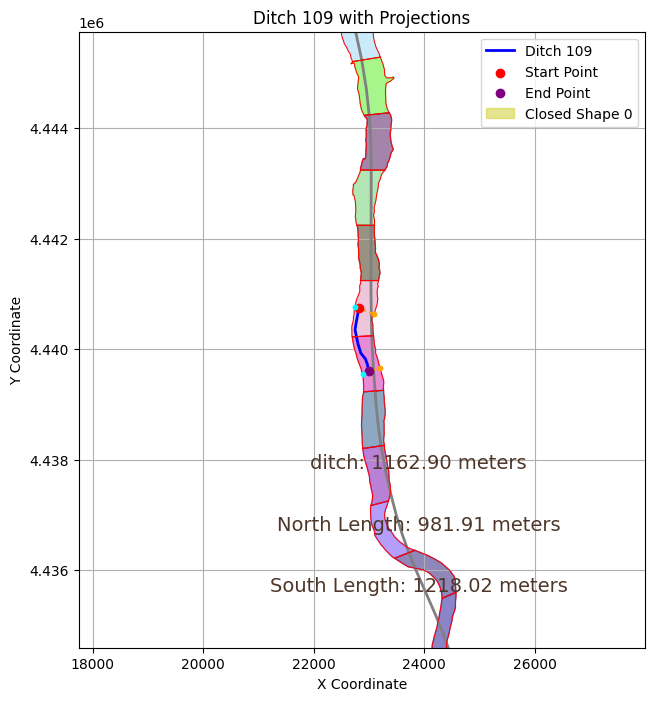 Ditch 109 with Projections
1e6
Ditch 109
Start Point
End Point
Closed Shape 0
4.444
4.442
4.440
4.438
4.436
Y Coordinate
ditch: 1162.90 meters
North Length: 981.91 meters
South Length: 1218.02 meters
18000 20000 22000 24000 26000
X Coordinate